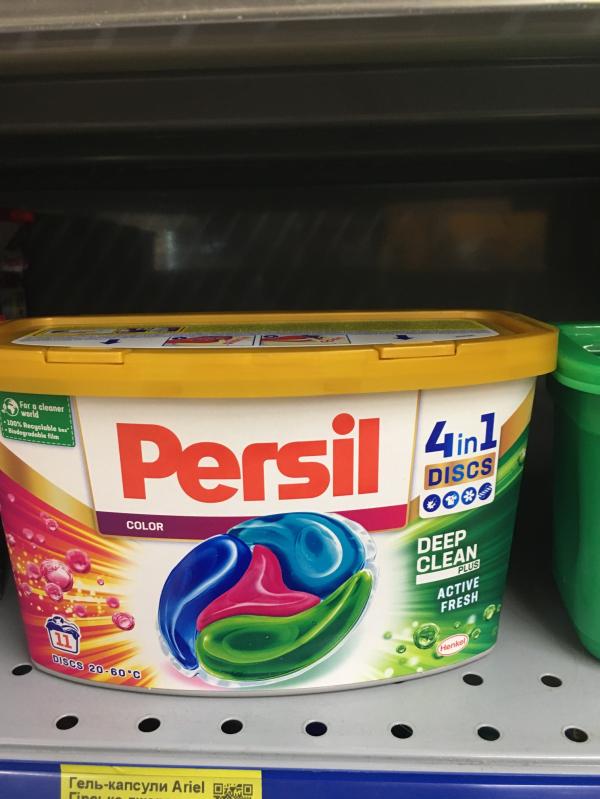 For a cleaner
world
100% Recyclable box*
Biodegradable film
Persil
COLOR
4in1
DISCS
DEEP
CLEAN
PLUS
ACTIVE
FRESH
11
DISCS 20-60°C
Henkel
Гель-капсули Ariel